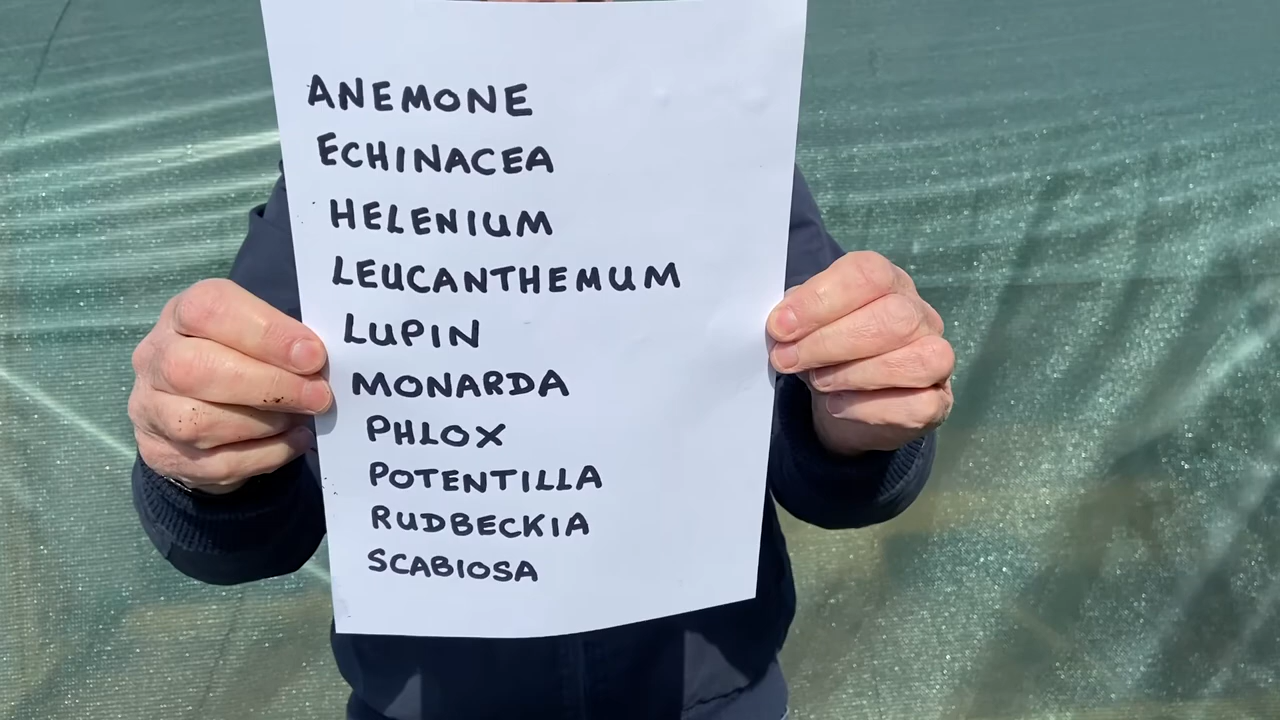 ANEMONE
ECHINACEA
HELENIUM
LEUCANTHEMUM
LUPIN
MONARDA
PHLOX
POTENTILLA
RUDBECKIA
SCABIOSA